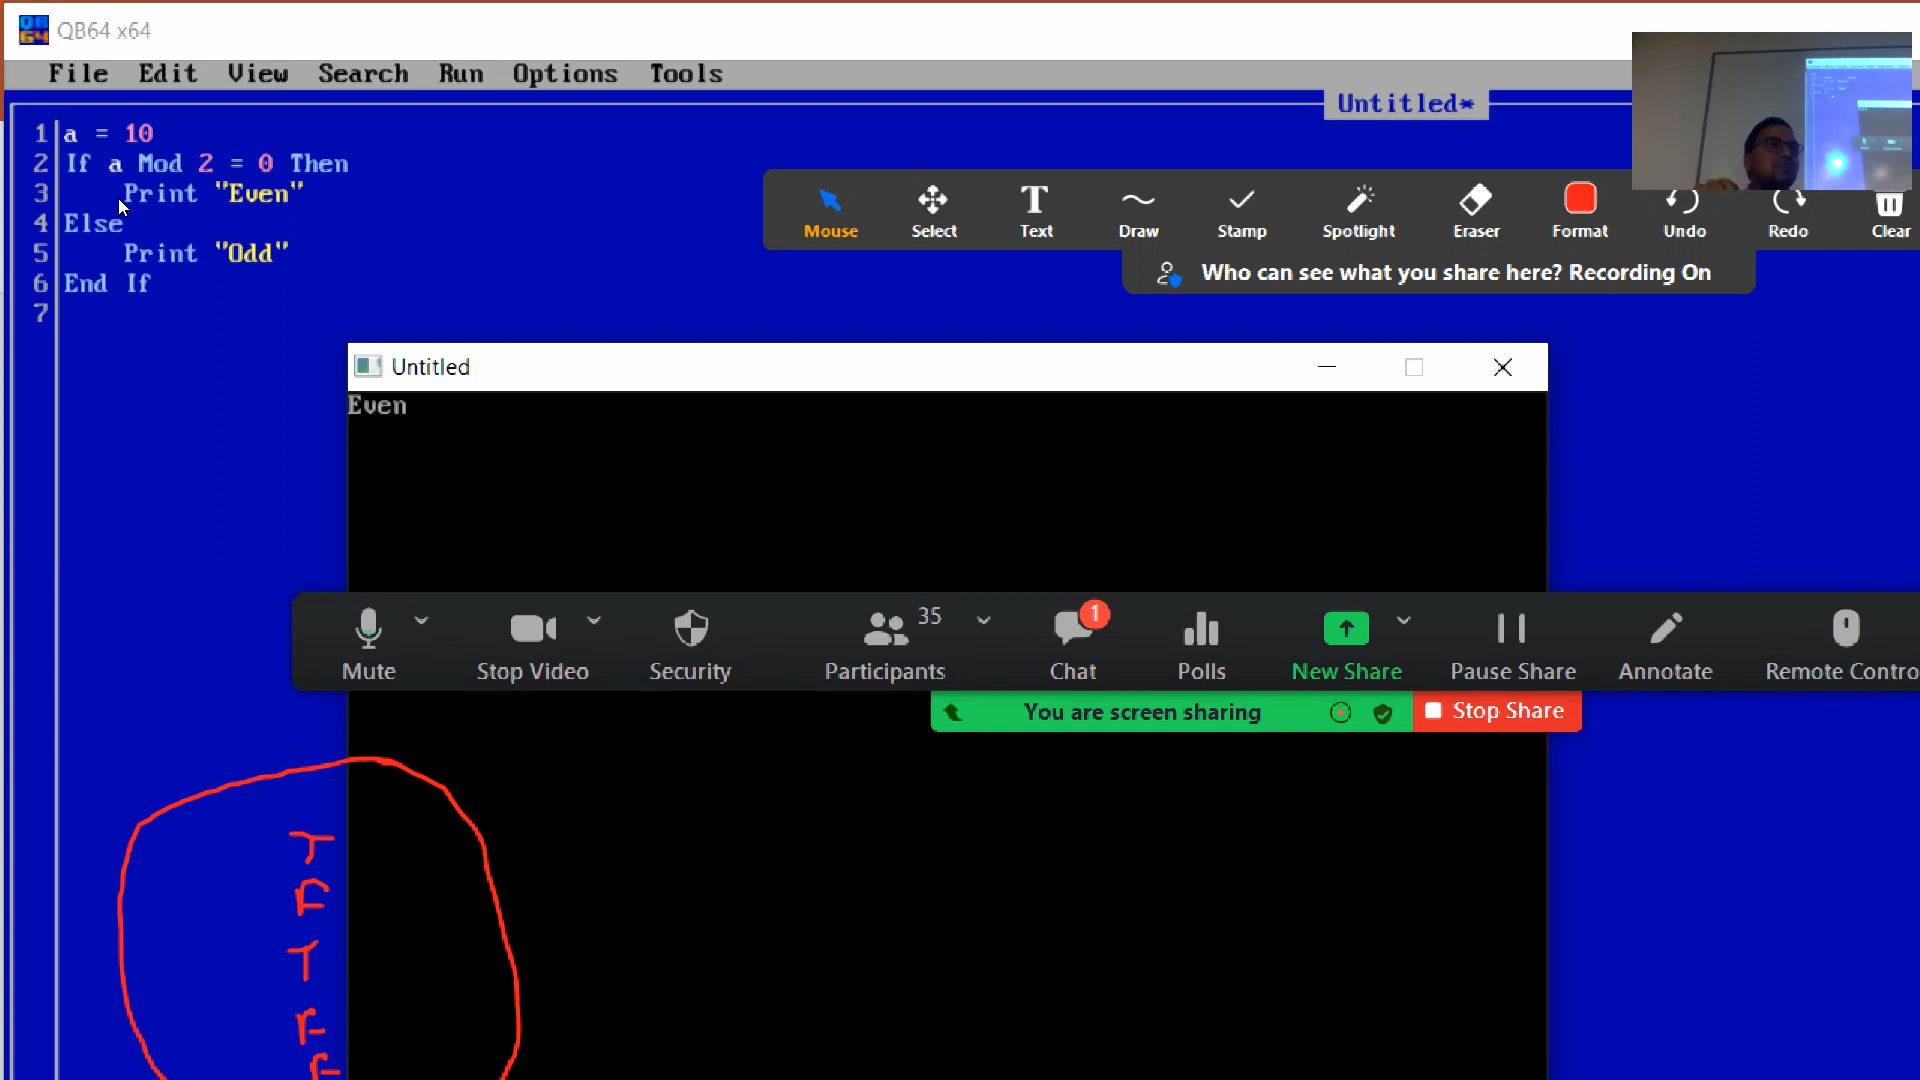 QB64 x64
File Edit View Search Run Options Tools
Untitled*
1 a = 10
2 If a Mod 2 = 0 Then
3 Print "Even"
4 Else
5 Print "Odd"
6 End If
7
Mouse Select Text Draw Stamp Spotlight Eraser Format Undo Redo Clear
Who can see what you share here? Recording On
Untitled
Even
35
1
Mute Stop Video Security Participants Chat Polls New Share Pause Share Annotate Remote Contro
You are screen sharing Stop Share
T
F
T
F
F